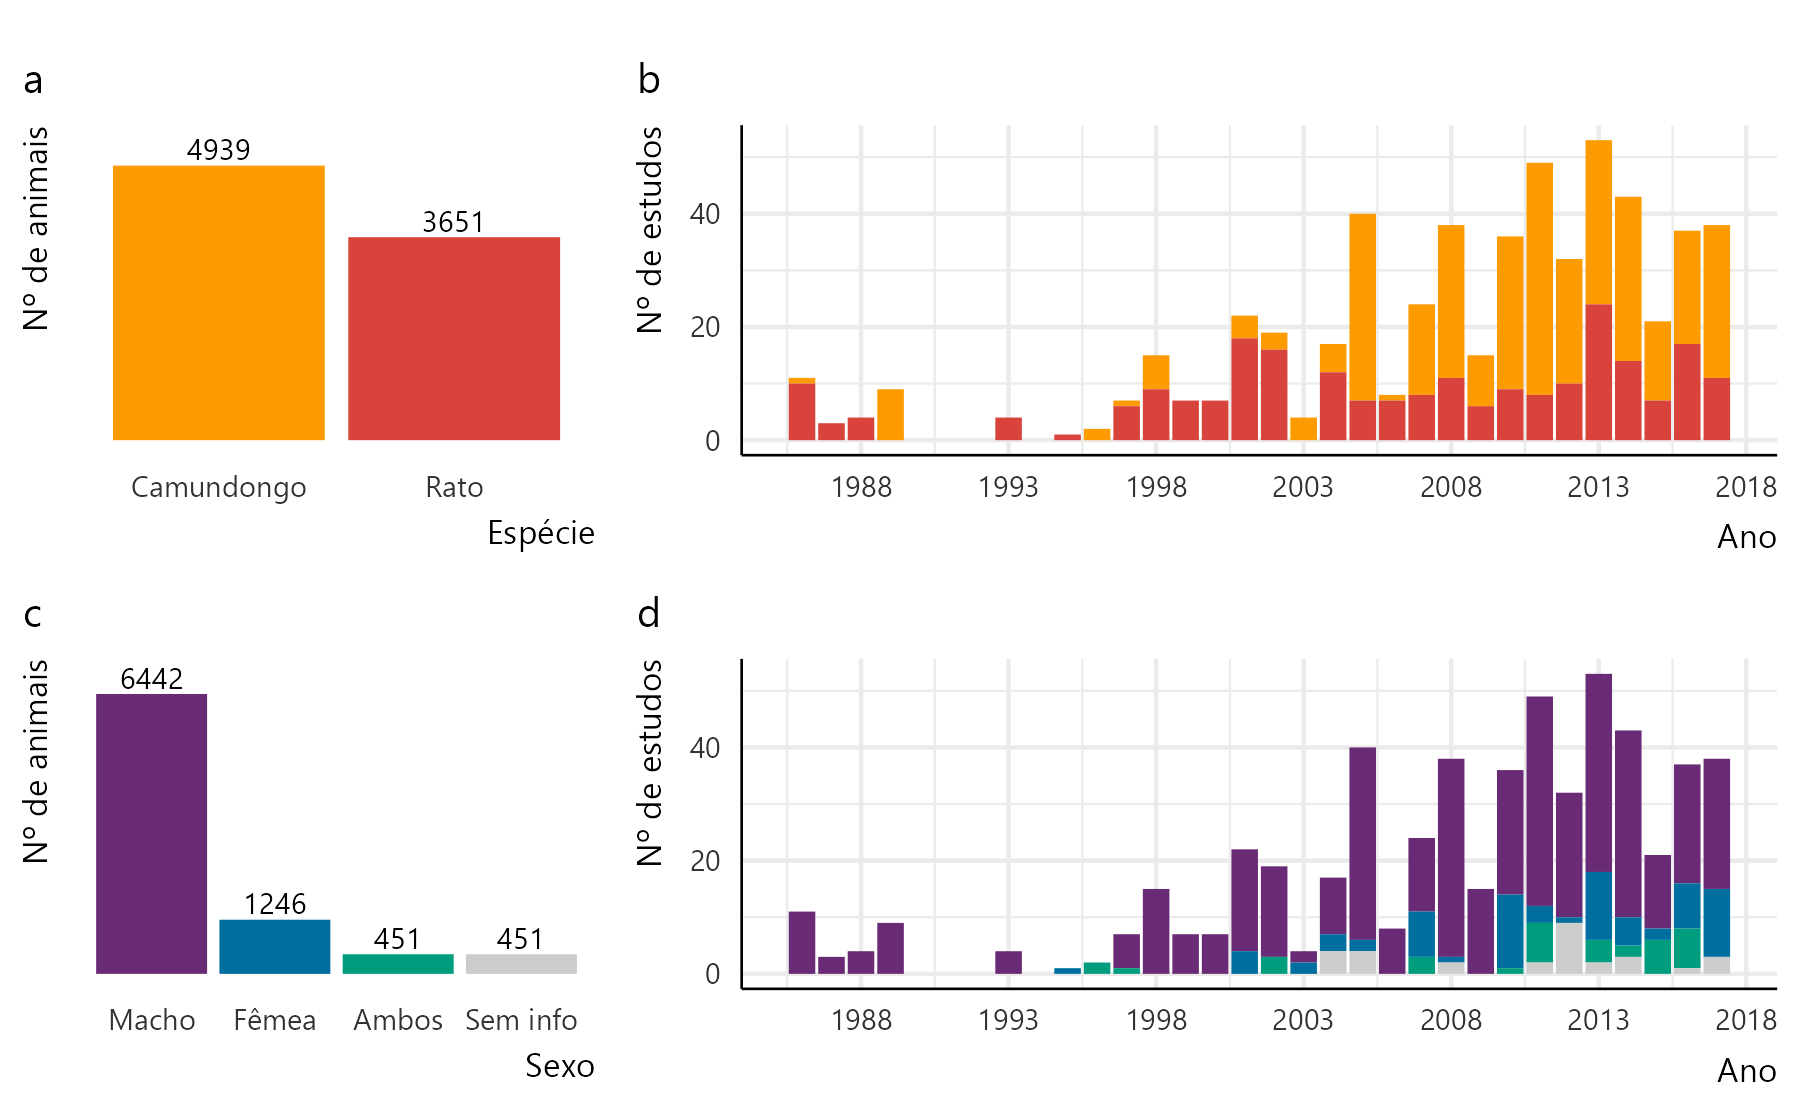 a
Nº de animais
4939
3651
Camundongo Rato
Espécie
b
Nº de estudos
40
20
0
1988 1993 1998 2003 2008 2013 2018
Ano
c
Nº de animais
6442
1246
451
451
Macho Fêmea Ambos Sem info
Sexo
d
Nº de estudos
40
20
0
1988 1993 1998 2003 2008 2013 2018
Ano